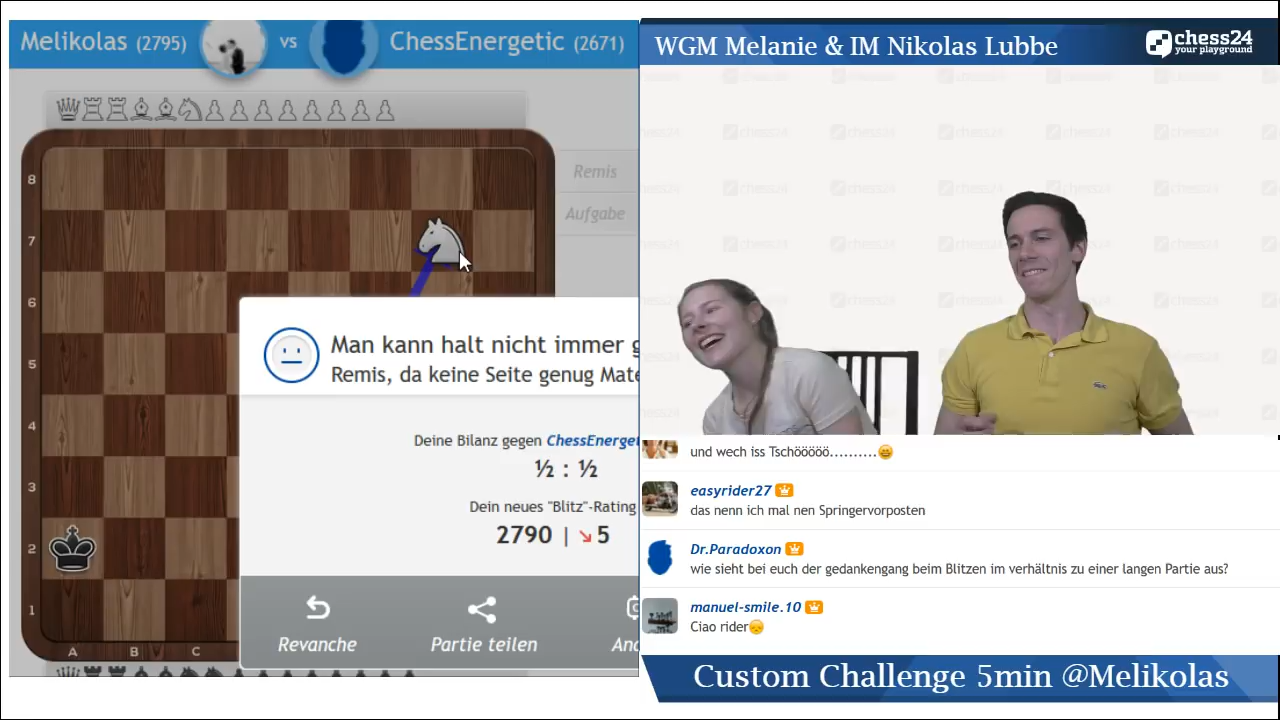 Melikolas (2795) vs ChessEnergetic (2671)
WGM Melanie & IM Nikolas Lubbe
chess24
your playground
Remis
Aufgabe
8
7
6
5
4
3
2
1
A B C
Man kann halt nicht immer
Remis, da keine Seite genug
Deine Bilanz gegen ChessEnerget
½ : ½
Dein neues "Blitz"-Rating
2790 | ↘ 5
Revanche
Partie teilen
An
und wech iss Tschööööö..........
easyrider27
das nenn ich mal nen Springervorposten
Dr.Paradoxon
wie sieht bei euch der gedankengang beim Blitzen im verhältnis zu einer langen Partie aus?
manuel-smile.10
Ciao rider
Custom Challenge 5min @Melikolas